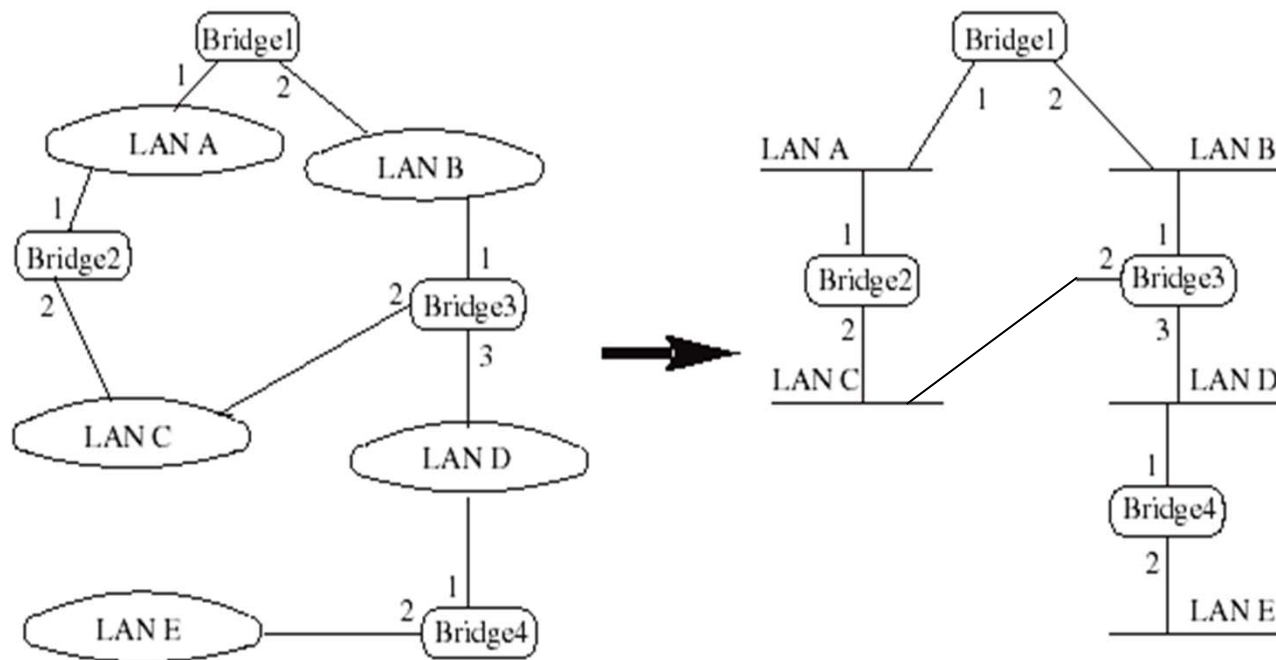 Bridge1
1
2
LAN A
LAN B
1
Bridge2
2
1
2
Bridge3
3
LAN C
LAN D
1
2
LAN E
Bridge4
Bridge1
1
2
LAN A
LAN B
1
1
2
Bridge2
Bridge3
2
3
LAN C
LAN D
1
Bridge4
2
LAN E